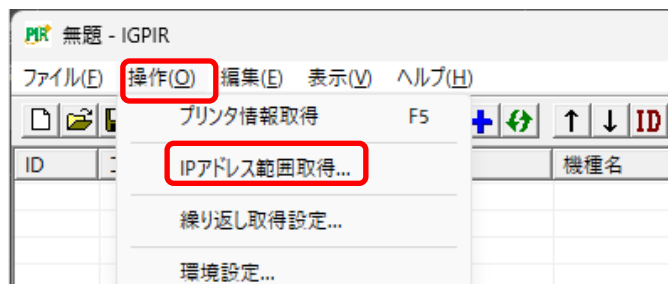 PIR 無題 - IGPIR
ファイル(F) 操作(O) 編集(E) 表示(V) ヘルプ(H)
プリンタ情報取得 F5
ID
ID 機種名
IPアドレス範囲取得...
繰り返し取得設定...
環境設定...